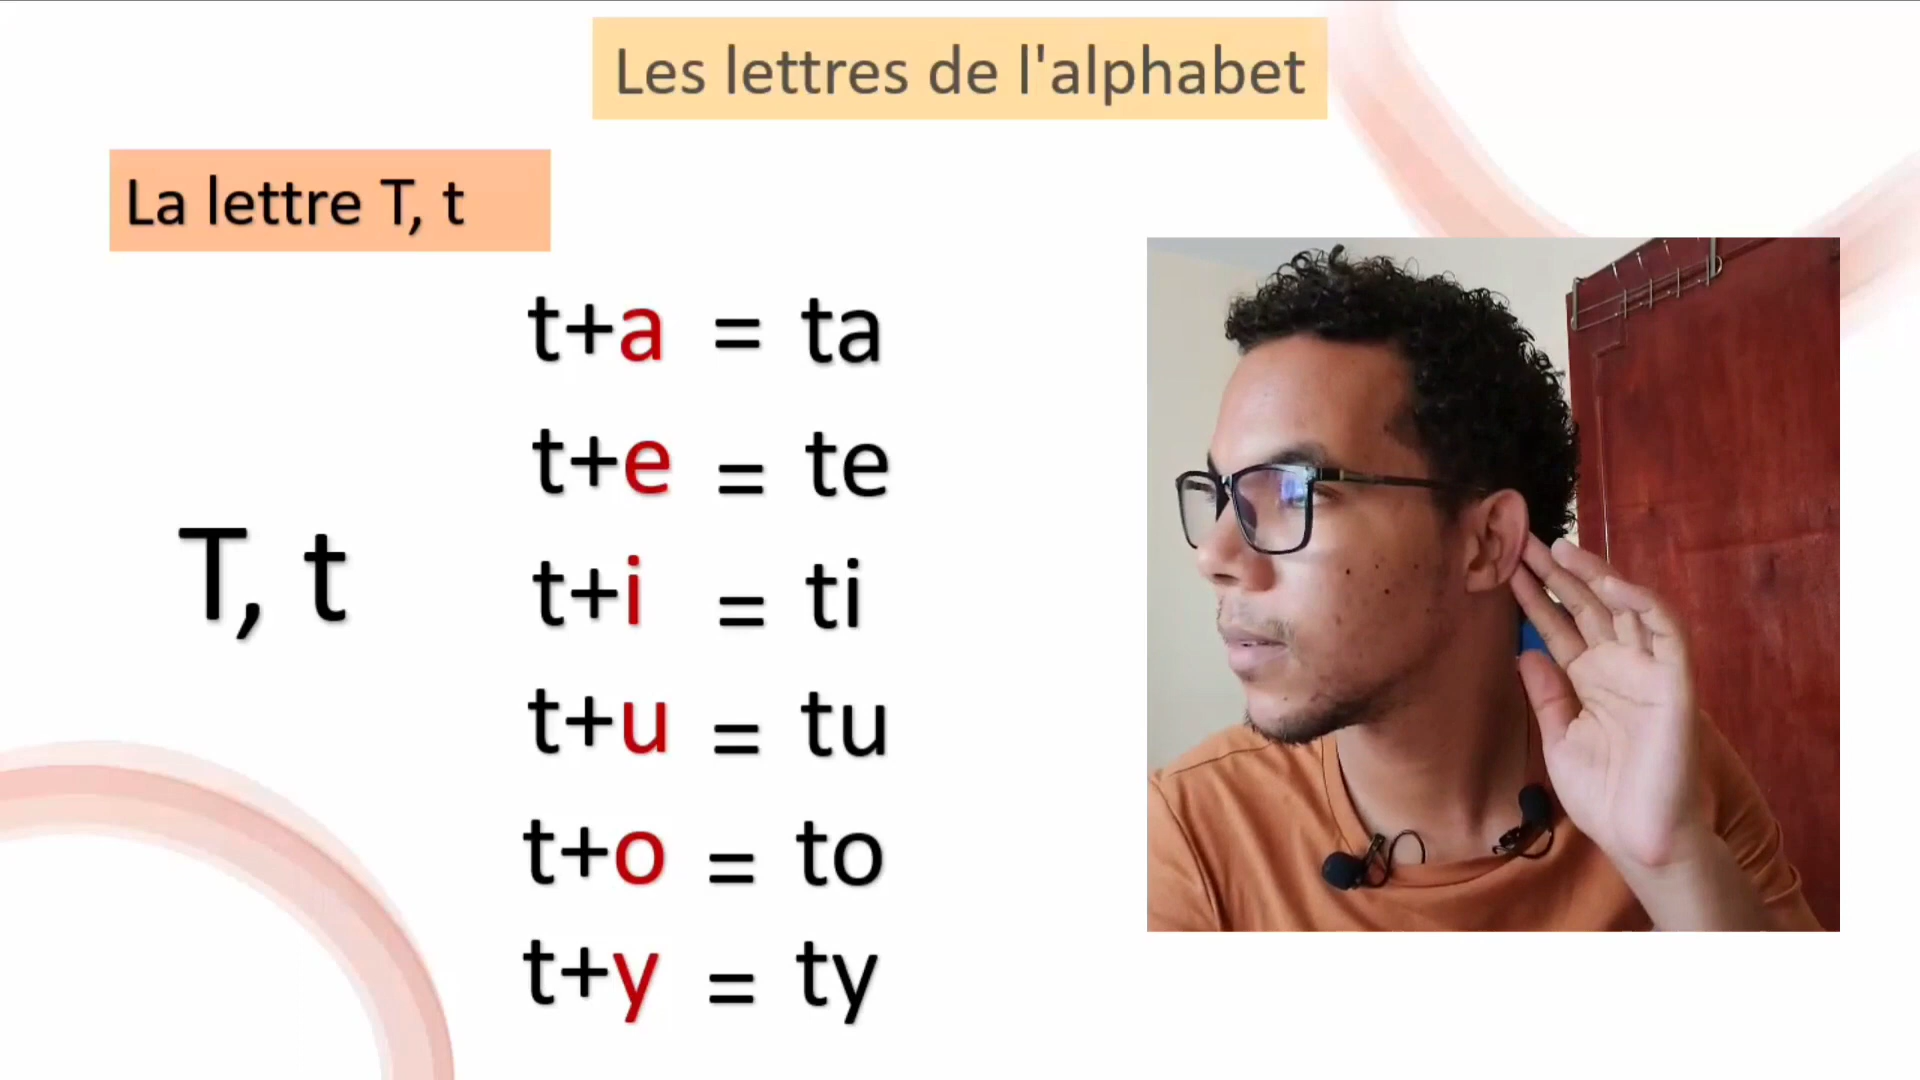 Les lettres de l'alphabet
La lettre T, t
T, t
t+a = ta
t+e = te
t+i = ti
t+u = tu
t+o = to
t+y = ty